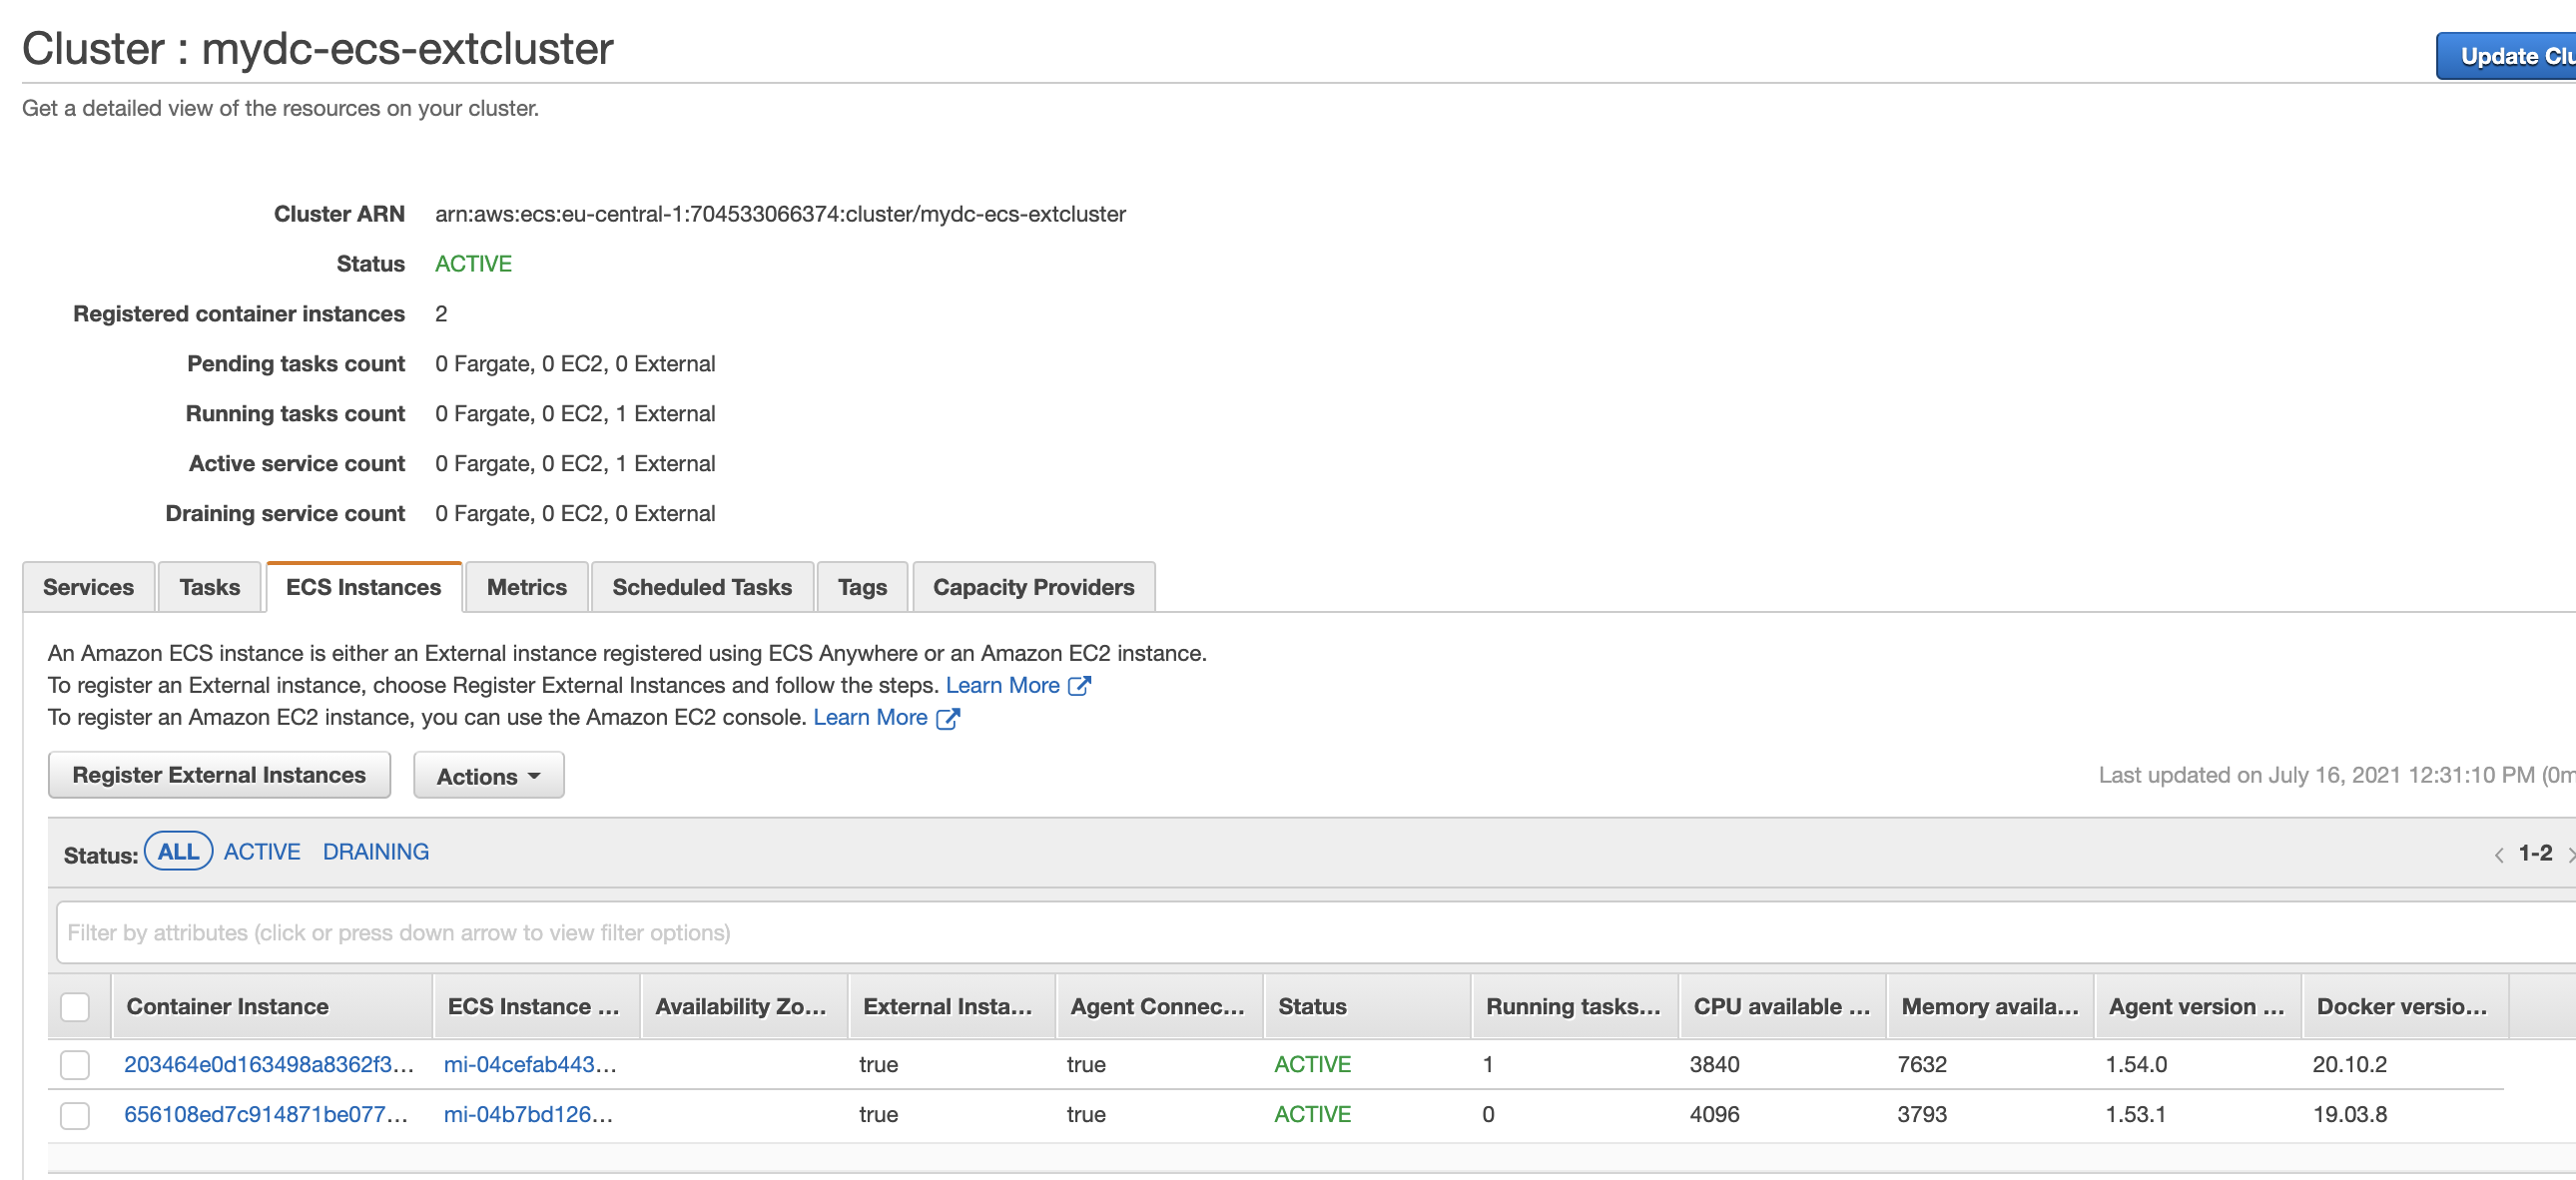 Cluster : mydc-ecs-extcluster
Update Clu
Get a detailed view of the resources on your cluster.
Cluster ARN arn:aws:ecs:eu-central-1:704533066374:cluster/mydc-ecs-extcluster
Status ACTIVE
Registered container instances 2
Pending tasks count 0 Fargate, 0 EC2, 0 External
Running tasks count 0 Fargate, 0 EC2, 1 External
Active service count 0 Fargate, 0 EC2, 1 External
Draining service count 0 Fargate, 0 EC2, 0 External
Services Tasks ECS Instances Metrics Scheduled Tasks Tags Capacity Providers
An Amazon ECS instance is either an External instance registered using ECS Anywhere or an Amazon EC2 instance.
To register an External instance, choose Register External Instances and follow the steps. Learn More
To register an Amazon EC2 instance, you can use the Amazon EC2 console. Learn More
Register External Instances Actions Last updated on July 16, 2021 12:31:10 PM (0m
Status: ALL ACTIVE DRAINING 1-2
Filter by attributes (click or press down arrow to view filter options)
Container Instance ECS Instance ... Availability Zo... External Insta... Agent Connec... Status Running tasks... CPU available ... Memory availa... Agent version ... Docker versio...
203464e0d163498a8362f3... mi-04cefab443... true true ACTIVE 1 3840 7632 1.54.0 20.10.2
656108ed7c914871be077... mi-04b7bd126... true true ACTIVE 0 4096 3793 1.53.1 19.03.8